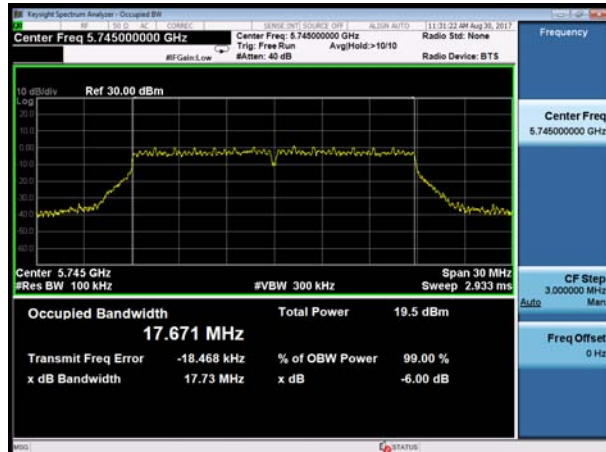 Keysight Spectrum Analyzer - Occupied BW
RF 50 Ω AC CORREC SENSE:INT SOURCE OFF ALIGN AUTO 11:31:22 AM Aug 30, 2017
Center Freq 5.745000000 GHz
Center Freq: 5.745000000 GHz
Radio Std: None
Trig: Free Run Avg|Hold:>10/10
#IFGain:Low
#Atten: 40 dB
Radio Device: BTS
10 dB/div Ref 30.00 dBm
Log
20.0
10.0
0.00
-10.0
-20.0
-30.0
-40.0
-50.0
-60.0
Center 5.745 GHz
Span 30 MHz
#Res BW 100 kHz
#VBW 300 kHz
Sweep 2.933 ms
Occupied Bandwidth
17.671 MHz
Total Power 19.5 dBm
Transmit Freq Error -18.468 kHz
% of OBW Power 99.00 %
x dB Bandwidth 17.73 MHz
x dB -6.00 dB
MSG
STATUS
Frequency
Center Freq
5.745000000 GHz
CF Step
3.000000 MHz
Auto Man
Freq Offset
0 Hz